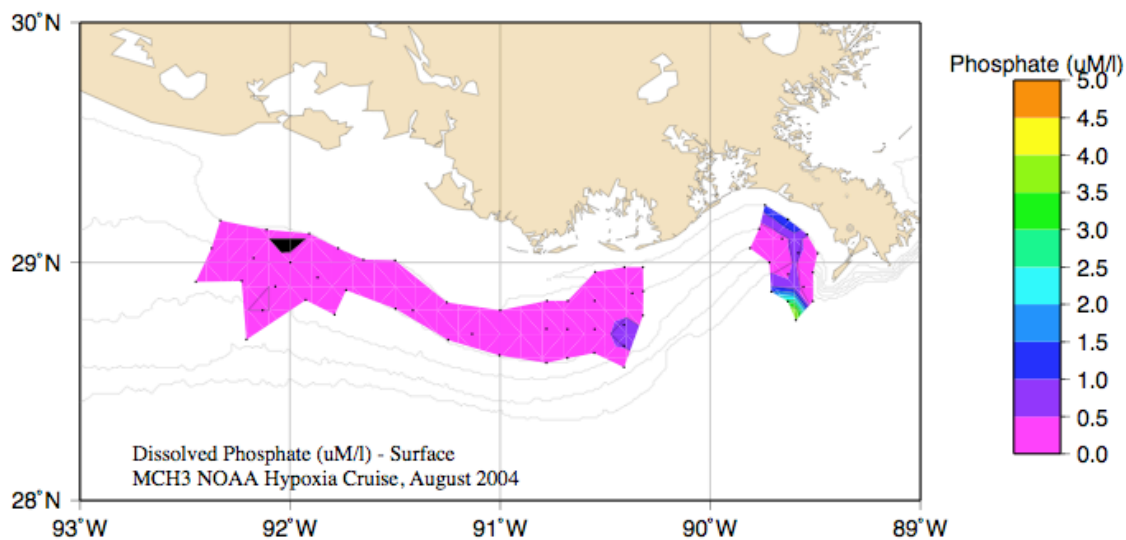 30˚N
29˚N
28˚N
93˚W
92˚W
91˚W
90˚W
89˚W
Dissolved Phosphate (uM/l) - Surface
MCH3 NOAA Hypoxia Cruise, August 2004
Phosphate (uM/l)
5.0
4.5
4.0
3.5
3.0
2.5
2.0
1.5
1.0
0.5
0.0